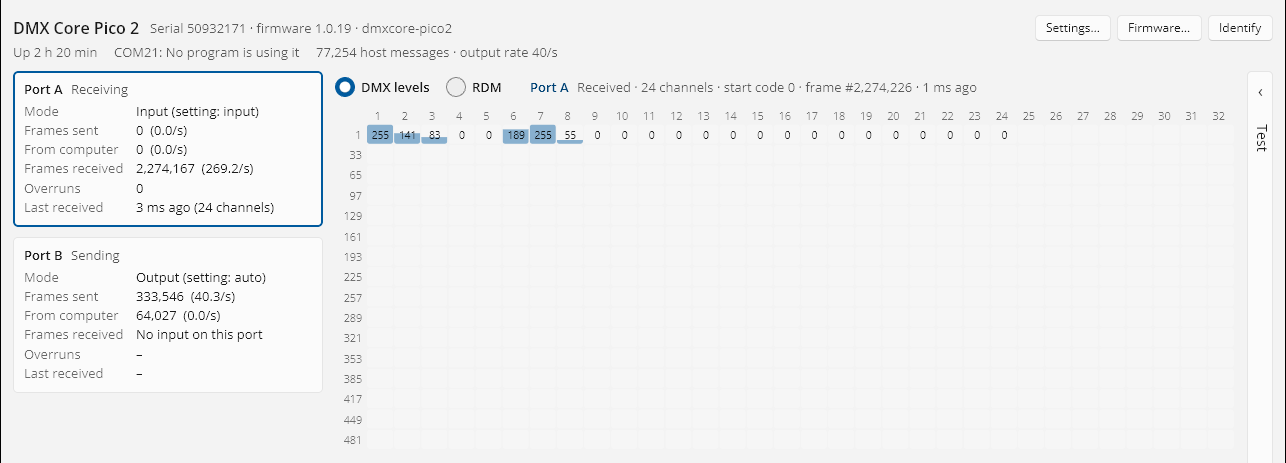 DMX Core Pico 2 Serial 50932171 · firmware 1.0.19 · dmxcore-pico2 Settings... Firmware... Identify
Up 2 h 20 min COM21: No program is using it 77,254 host messages · output rate 40/s
Port A Receiving
Mode Input (setting: input)
Frames sent 0 (0.0/s)
From computer 0 (0.0/s)
Frames received 2,274,167 (269.2/s)
Overruns 0
Last received 3 ms ago (24 channels)
Port B Sending
Mode Output (setting: auto)
Frames sent 333,546 (40.3/s)
From computer 64,027 (0.0/s)
Frames received No input on this port
Overruns –
Last received –
DMX levels RDM Port A Received · 24 channels · start code 0 · frame #2,274,226 · 1 ms ago
1 2 3 4 5 6 7 8 9 10 11 12 13 14 15 16 17 18 19 20 21 22 23 24 25 26 27 28 29 30 31 32
1 255 141 83 0 0 189 255 55 0 0 0 0 0 0 0 0 0 0 0 0 0 0 0 0
33
65
97
129
161
193
225
257
289
321
353
385
417
449
481
‹
Test